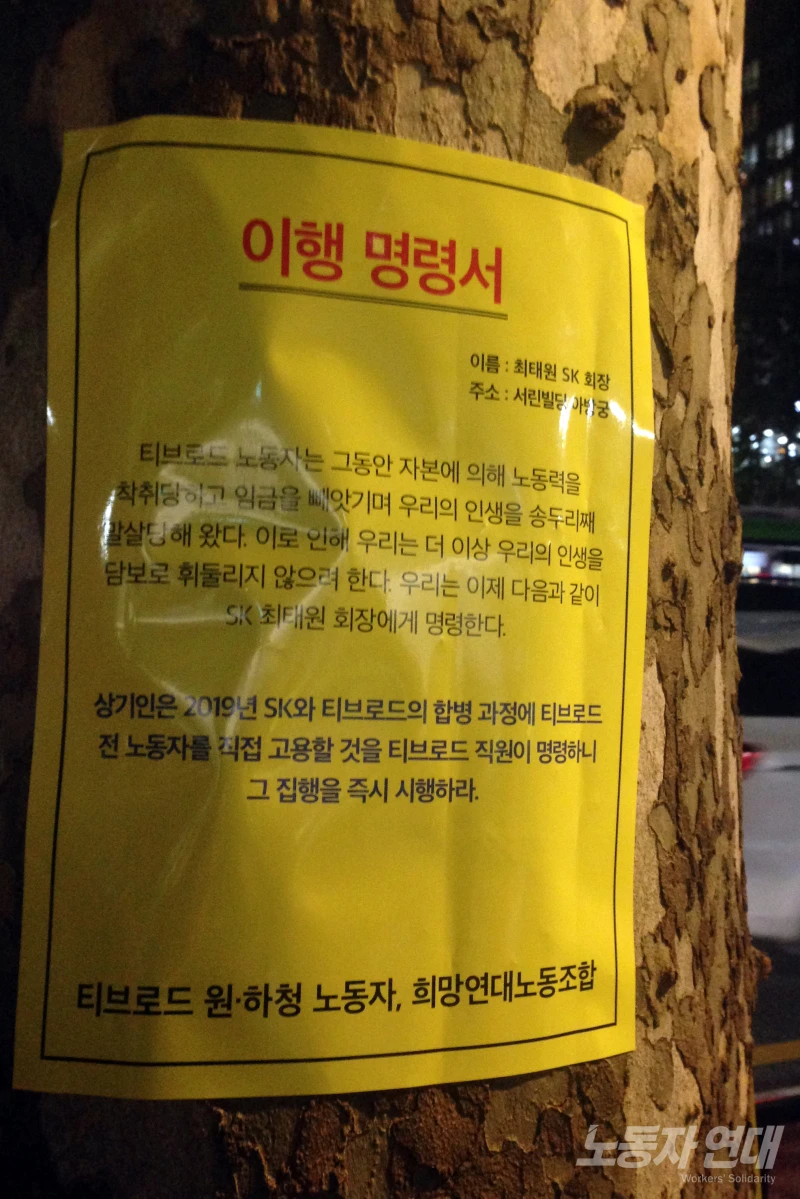 이행 명령서
이름 : 최태원 SK 회장
주소 : 서린빌딩 아방궁
티브로드 노동자는 그동안 자본에 의해 노동력을
착취당하고 임금을 빼앗기며 우리의 인생을 송두리째
말살당해 왔다. 이로 인해 우리는 더 이상 우리의 인생을
담보로 휘둘리지 않으려 한다. 우리는 이제 다음과 같이
SK 최태원 회장에게 명령한다.
상기인은 2019년 SK와 티브로드의 합병 과정에 티브로드
전 노동자를 직접 고용할 것을 티브로드 직원이 명령하니
그 집행을 즉시 시행하라.
티브로드 원·하청 노동자, 희망연대노동조합
노동자 연대
Workers' Solidarity